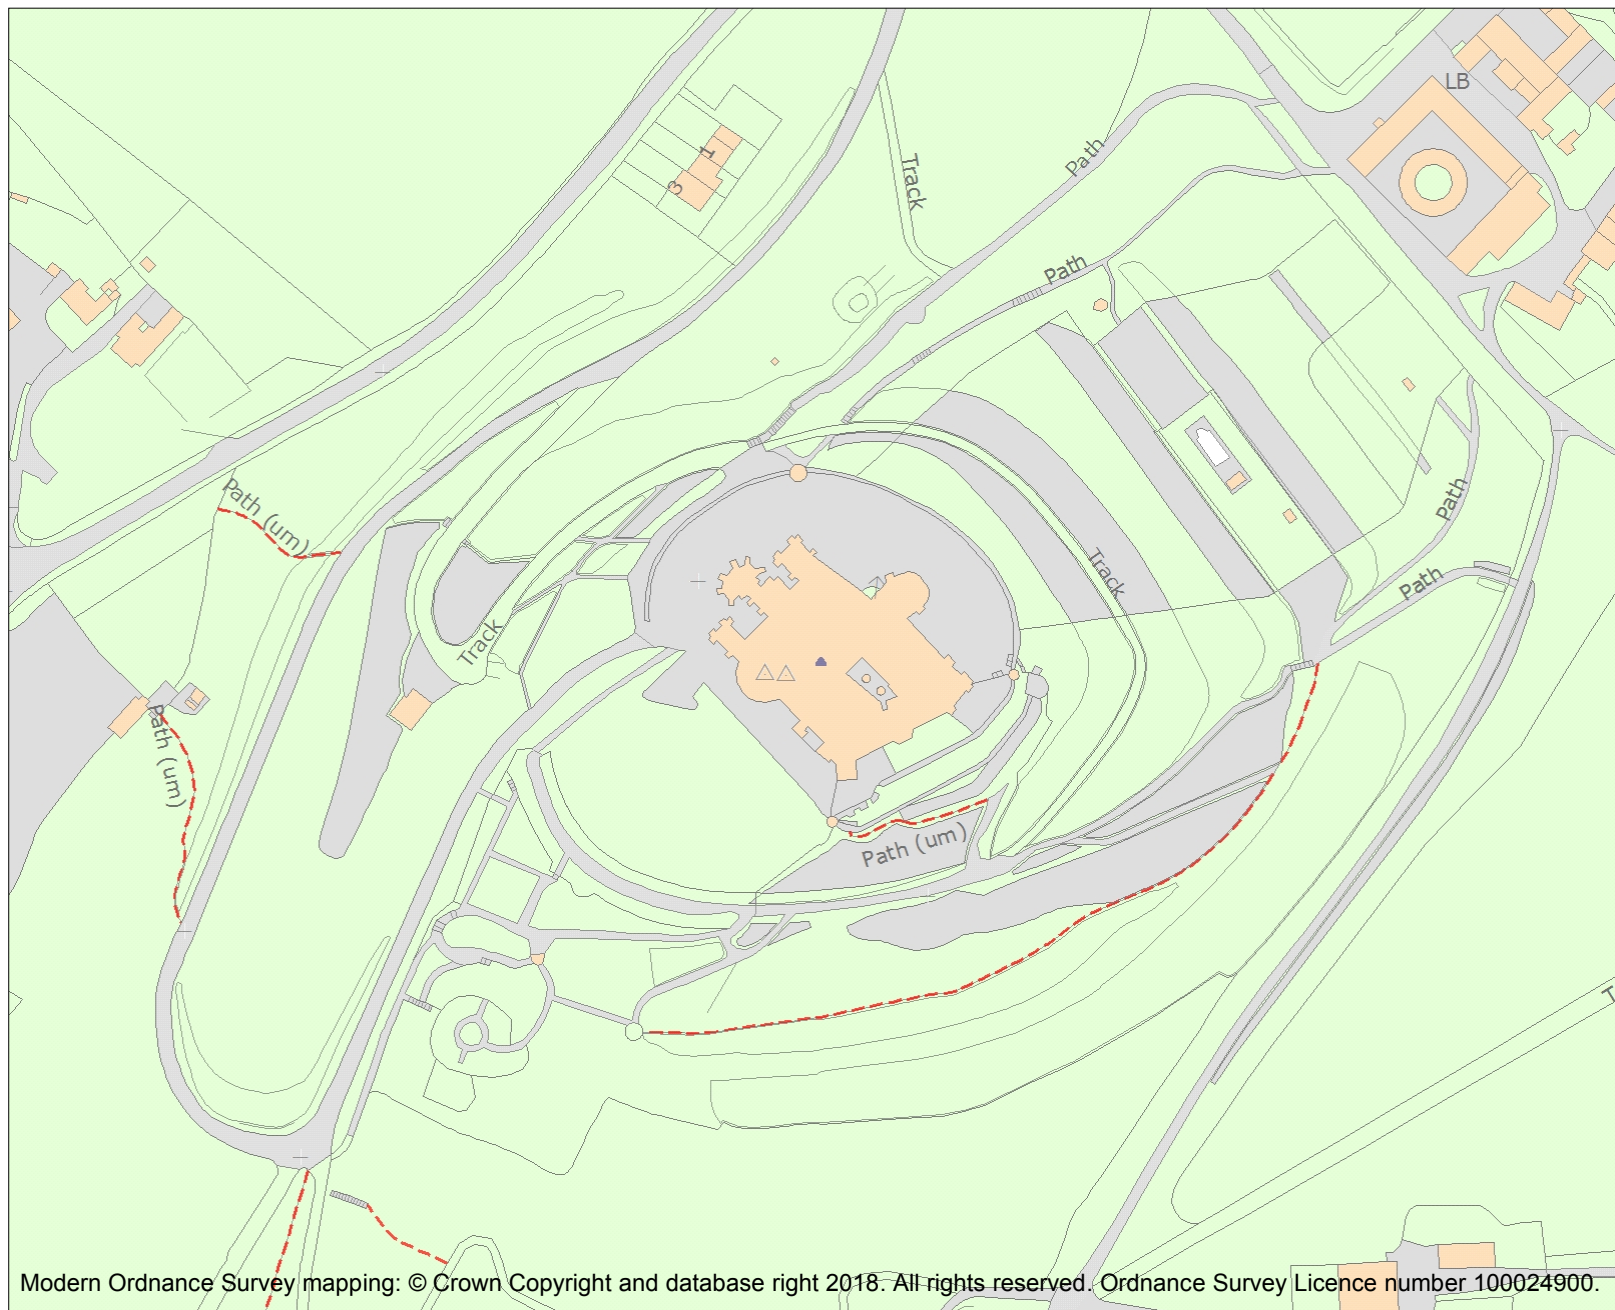 LB
1
3
Track
Path
Path
Path (um)
Path
Track
Path
Track
Path (um)
Path (um)
T
Modern Ordnance Survey mapping: © Crown Copyright and database right 2018. All rights reserved. Ordnance Survey Licence number 100024900.